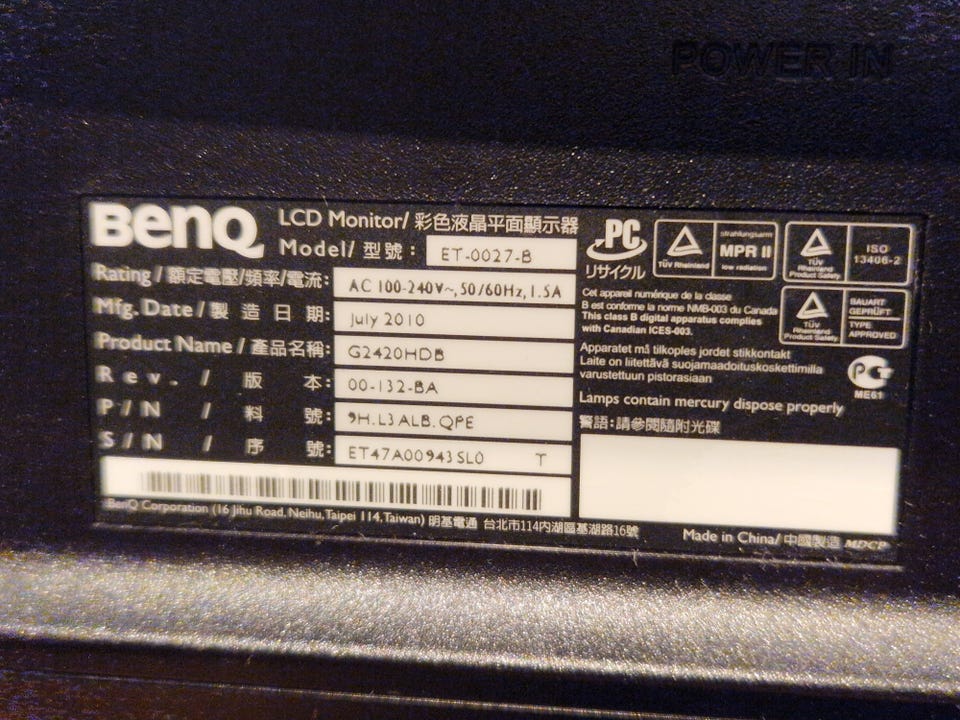 POWER IN
BenQ
LCD Monitor/ 彩色液晶平面顯示器
Model/ 型號: ET-0027-B
Rating / 額定電壓/頻率/電流: AC 100-240V~,50/60Hz,1.5A
Mfg.Date / 製造日期: July 2010
Product Name / 產品名稱: G2420HDB
Rev. / 版本: 00-132-BA
P/N / 料號: 9H.L3ALB.QPE
S/N / 序號: ET47A00943SL0 T
BenQ Corporation (16 Jihu Road, Neihu, Taipei 114, Taiwan) 明基電通 台北市114內湖區基湖路16號
PC
リサイクル
TÜV Rheinland
strahlungsarm
MPR II
low radiation
TÜV
Rheinland
Product Safety
ISO
13406-2
TÜV
Rheinland
Product Safety
BAUART
GEPRÜFT
TYPE
APPROVED
Cet appareil numérique de la classe
B est conforme la norme NMB-003 du Canada
This class B digital apparatus complies
with Canadian ICES-003.
Apparatet må tilkoples jordet stikkontakt
Laite on liitettävä suojamaadoituskoskettimilla
varustettuun pistorasiaan
ME61
Lamps contain mercury dispose properly
警語:請參閱隨附光碟
Made in China/ 中國製造 MDCP